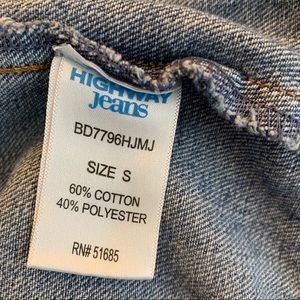 HIGHWAY
jeans
BD7796HJMJ
SIZE S
60% COTTON
40% POLYESTER
RN# 51685